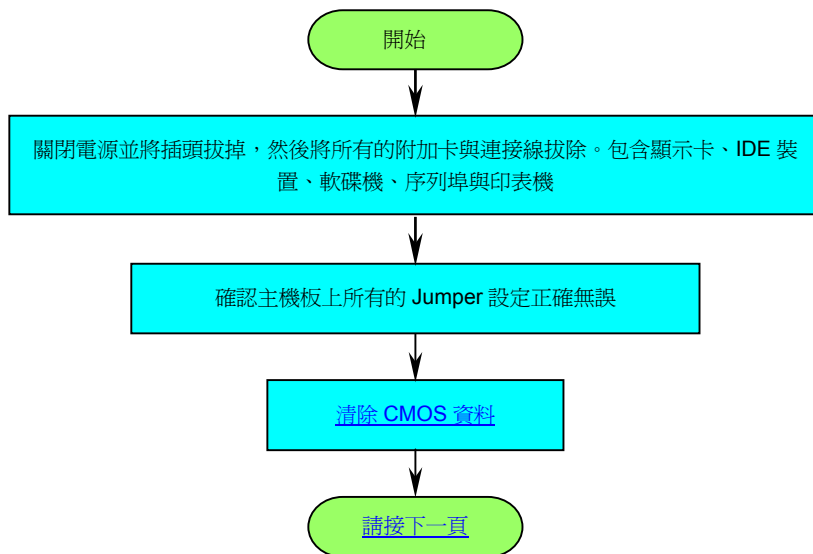 開始
關閉電源並將插頭拔掉，然後將所有的附加卡與連接線拔除。包含顯示卡、IDE 裝
置、軟碟機、序列埠與印表機
確認主機板上所有的 Jumper 設定正確無誤
清除 CMOS 資料
請接下一頁